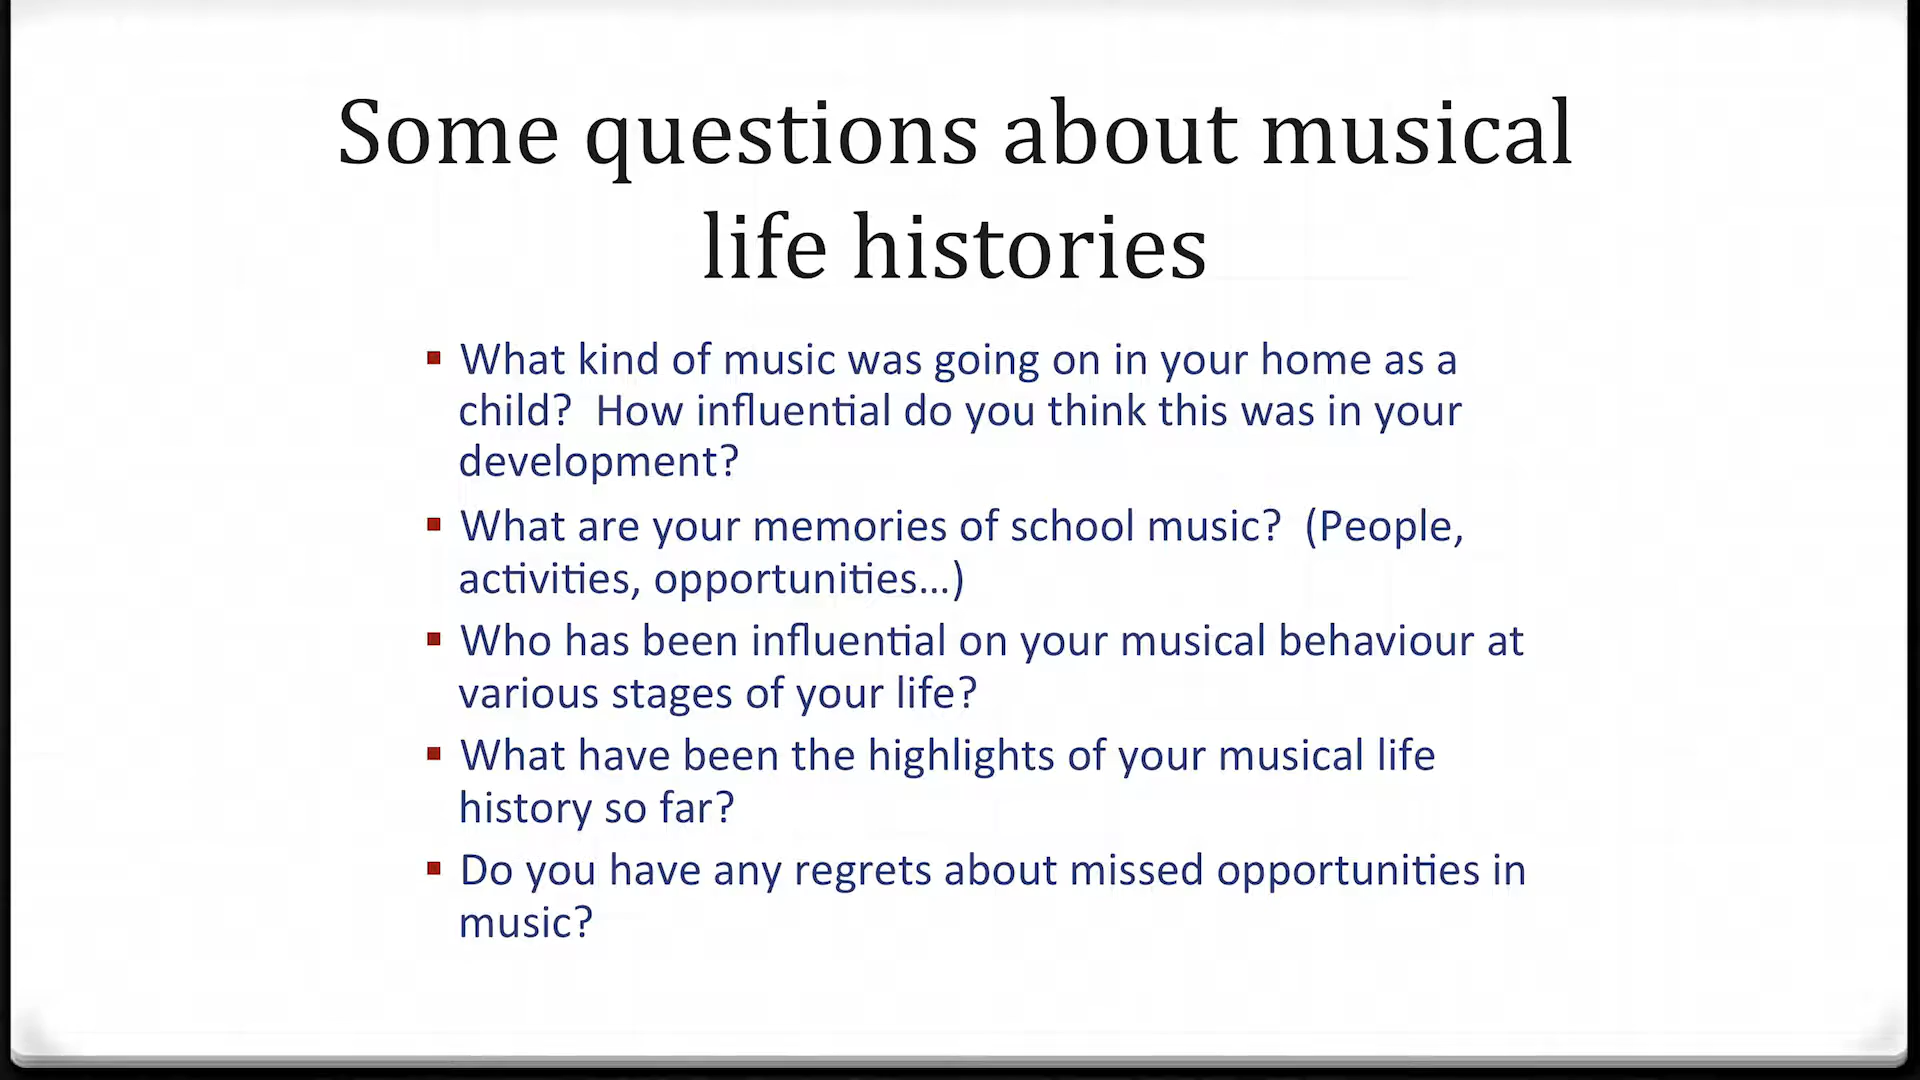 Some questions about musical
life histories
▪ What kind of music was going on in your home as a
child?  How influential do you think this was in your
development?
▪ What are your memories of school music?  (People,
activities, opportunities…)
▪ Who has been influential on your musical behaviour at
various stages of your life?
▪ What have been the highlights of your musical life
history so far?
▪ Do you have any regrets about missed opportunities in
music?